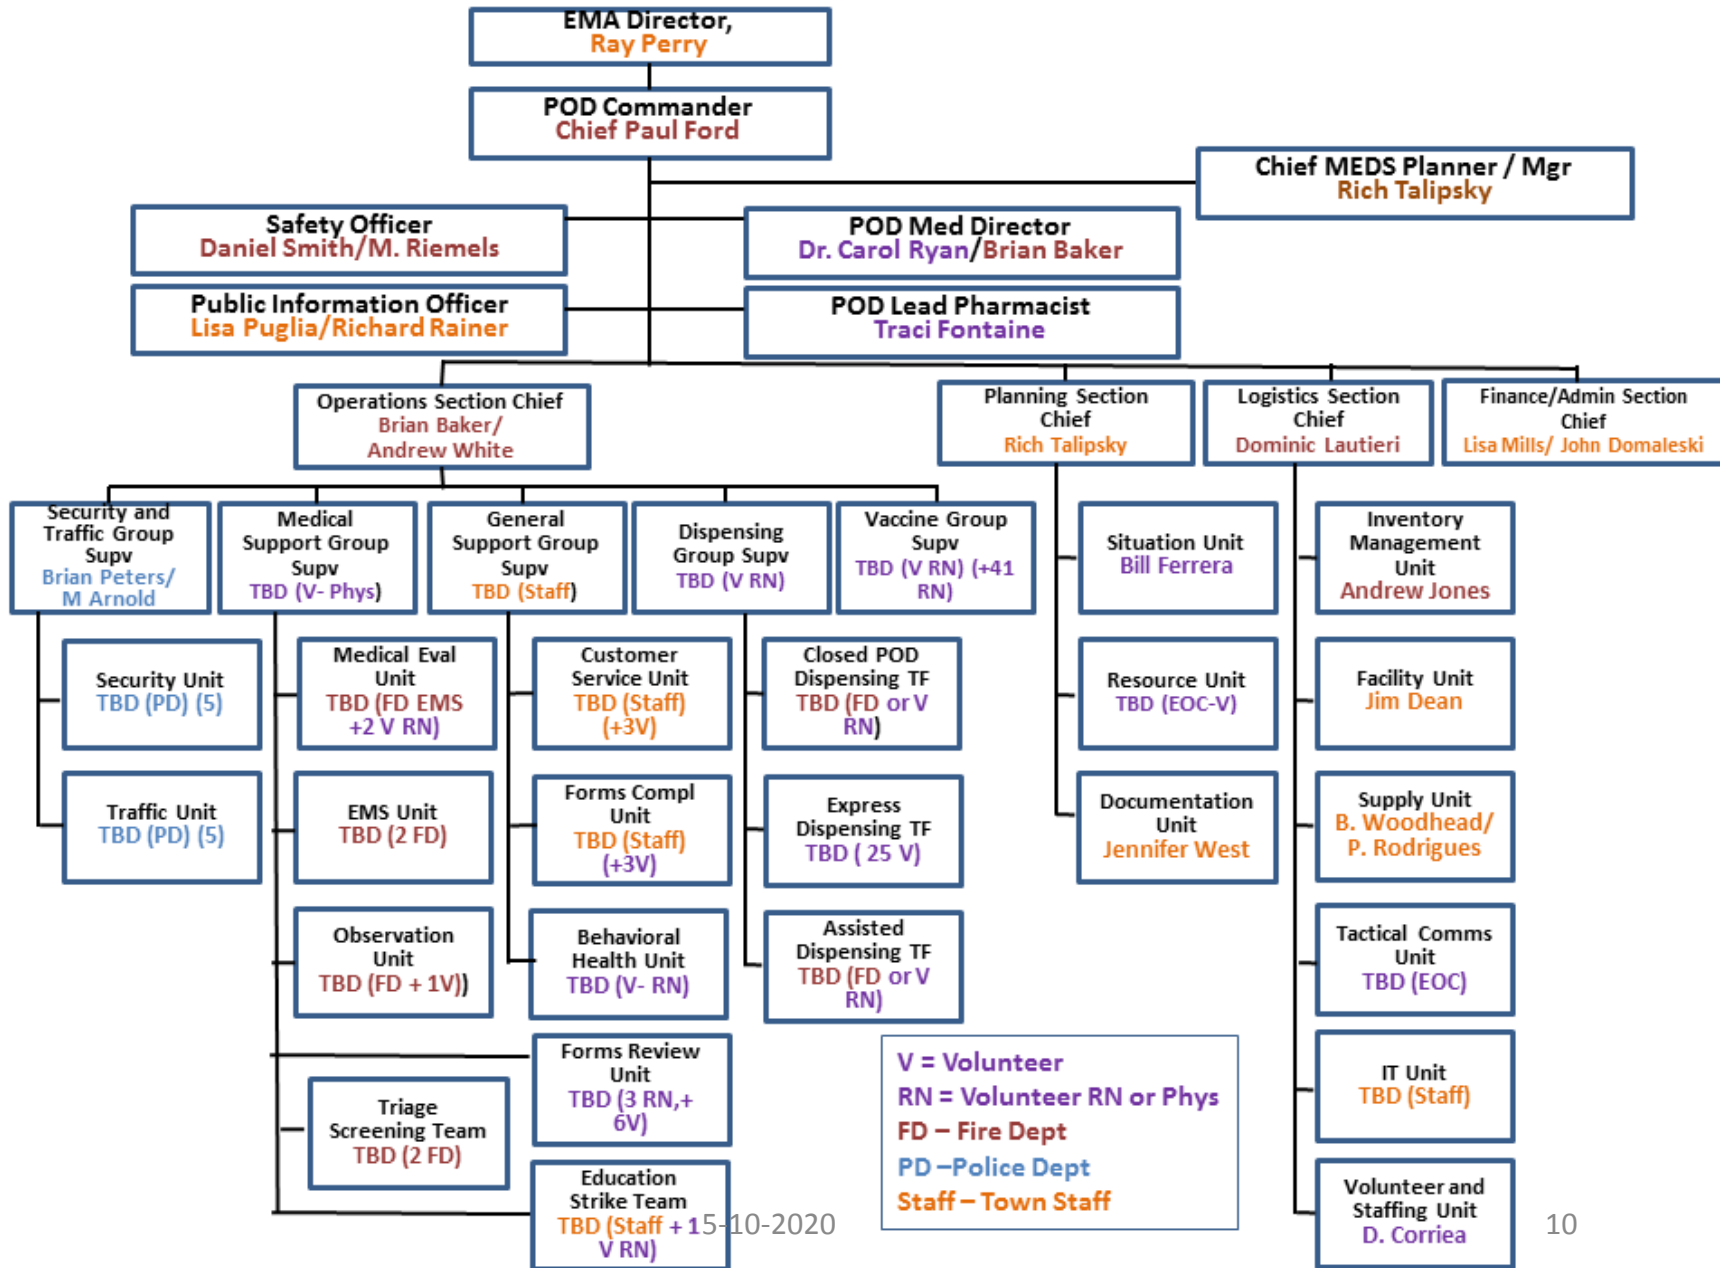 EMA Director,
Ray Perry
POD Commander
Chief Paul Ford
Chief MEDS Planner / Mgr
Rich Talipsky
Safety Officer
Daniel Smith/M. Riemels
POD Med Director
Dr. Carol Ryan/Brian Baker
Public Information Officer
Lisa Puglia/Richard Rainer
POD Lead Pharmacist
Traci Fontaine
Operations Section Chief
Brian Baker/
Andrew White
Planning Section
Chief
Rich Talipsky
Logistics Section
Chief
Dominic Lautieri
Finance/Admin Section
Chief
Lisa Mills/ John Domaleski
Security and
Traffic Group
Supv
Brian Peters/
M Arnold
Medical
Support Group
Supv
TBD (V- Phys)
General
Support Group
Supv
TBD (Staff)
Dispensing
Group Supv
TBD (V RN)
Vaccine Group
Supv
TBD (V RN) (+41
RN)
Situation Unit
Bill Ferrera
Inventory
Management
Unit
Andrew Jones
Security Unit
TBD (PD) (5)
Medical Eval
Unit
TBD (FD EMS
+2 V RN)
Customer
Service Unit
TBD (Staff)
(+3V)
Closed POD
Dispensing TF
TBD (FD or V
RN)
Resource Unit
TBD (EOC-V)
Facility Unit
Jim Dean
Traffic Unit
TBD (PD) (5)
EMS Unit
TBD (2 FD)
Forms Compl
Unit
TBD (Staff)
(+3V)
Express
Dispensing TF
TBD ( 25 V)
Documentation
Unit
Jennifer West
Supply Unit
B. Woodhead/
P. Rodrigues
Observation
Unit
TBD (FD + 1V))
Behavioral
Health Unit
TBD (V- RN)
Assisted
Dispensing TF
TBD (FD or V
RN)
Tactical Comms
Unit
TBD (EOC)
Forms Review
Unit
TBD (3 RN,+
6V)
IT Unit
TBD (Staff)
Triage
Screening Team
TBD (2 FD)
Education
Strike Team
TBD (Staff + 1
V RN)
Volunteer and
Staffing Unit
D. Corriea
V = Volunteer
RN = Volunteer RN or Phys
FD – Fire Dept
PD –Police Dept
Staff – Town Staff
5-10-2020
10